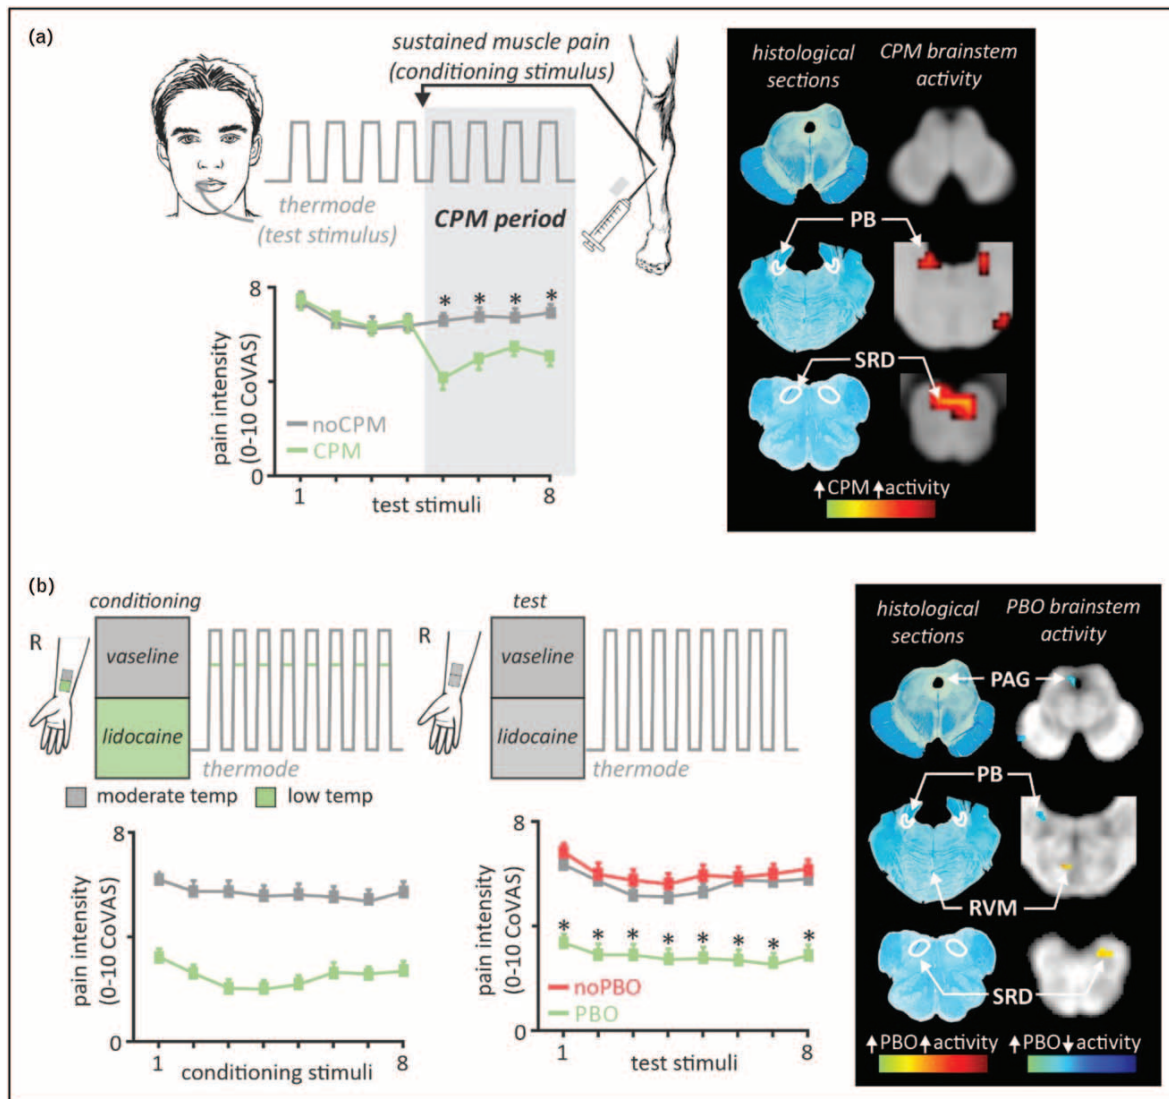 (a)
sustained muscle pain
(conditioning stimulus)
thermode
(test stimulus)
CPM period
8
* * * *
pain intensity
(0-10 CoVAS)
noCPM
CPM
0
1
8
test stimuli
histological
sections
CPM brainstem
activity
PB
SRD
↑CPM ↑activity
(b)
conditioning
R
vaseline
lidocaine
thermode
moderate temp
low temp
8
pain intensity
(0-10 CoVAS)
0
1
8
conditioning stimuli
test
R
vaseline
lidocaine
thermode
8
pain intensity
(0-10 CoVAS)
* * * * * * * *
noPBO
PBO
0
1
8
test stimuli
histological
sections
PBO brainstem
activity
PAG
PB
RVM
SRD
↑PBO ↑activity
↑PBO ↓activity